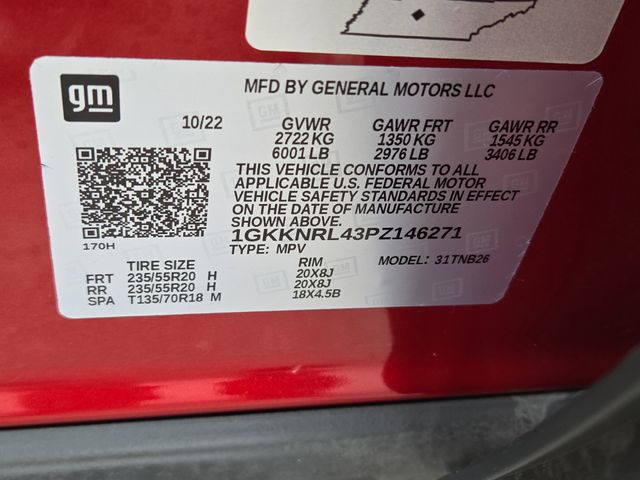 gm
MFD BY GENERAL MOTORS LLC
10/22 GVWR GAWR FRT GAWR RR
2722 KG 1350 KG 1545 KG
6001 LB 2976 LB 3406 LB
THIS VEHICLE CONFORMS TO ALL
APPLICABLE U.S. FEDERAL MOTOR
VEHICLE SAFETY STANDARDS IN EFFECT
ON THE DATE OF MANUFACTURE
SHOWN ABOVE.
170H 1GKKNRL43PZ146271
TYPE: MPV MODEL: 31TNB26
TIRE SIZE RIM
FRT 235/55R20 H 20X8J
RR 235/55R20 H 20X8J
SPA T135/70R18 M 18X4.5B